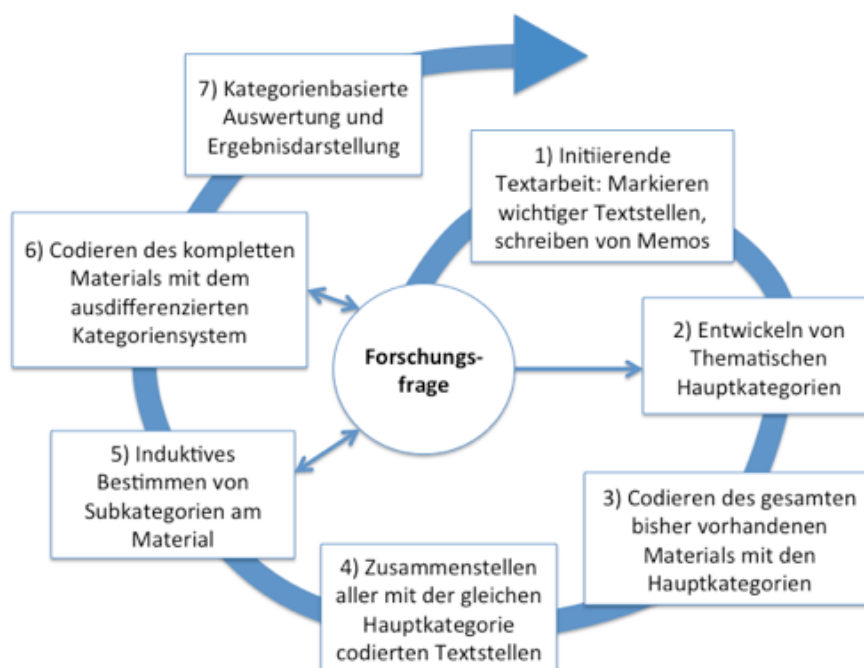 7) Kategorienbasierte
Auswertung und
Ergebnisdarstellung
1) Initiierende
Textarbeit: Markieren
wichtiger Textstellen,
schreiben von Memos
6) Codieren des kompletten
Materials mit dem
ausdifferenzierten
Kategoriensystem
Forschungs-
frage
2) Entwickeln von
Thematischen
Hauptkategorien
5) Induktives
Bestimmen von
Subkategorien am
Material
3) Codieren des gesamten
bisher vorhandenen
Materials mit den
Hauptkategorien
4) Zusammenstellen
aller mit der gleichen
Hauptkategorie
codierten Textstellen